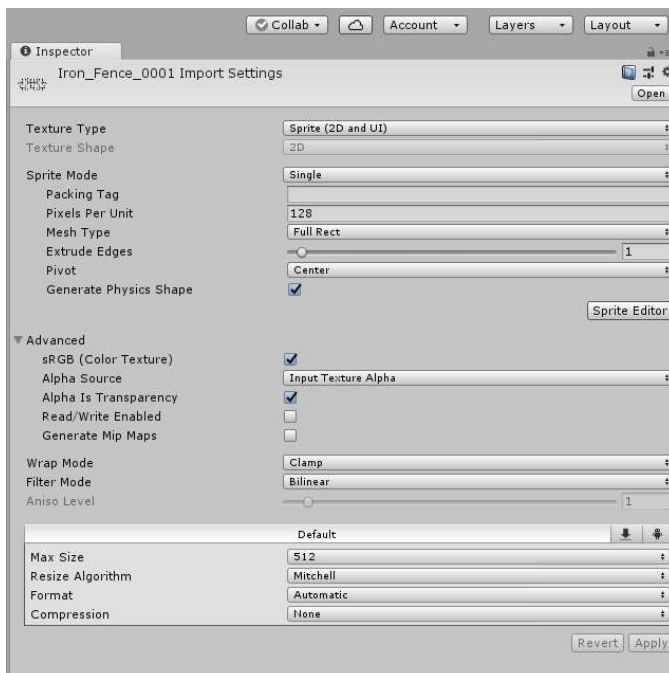 Collab Account Layers Layout
Inspector
Iron_Fence_0001 Import Settings
Open
Texture Type Sprite (2D and UI)
Texture Shape 2D
Sprite Mode Single
Packing Tag
Pixels Per Unit 128
Mesh Type Full Rect
Extrude Edges 1
Pivot Center
Generate Physics Shape
Sprite Editor
Advanced
sRGB (Color Texture)
Alpha Source Input Texture Alpha
Alpha Is Transparency
Read/Write Enabled
Generate Mip Maps
Wrap Mode Clamp
Filter Mode Bilinear
Aniso Level 1
Default
Max Size 512
Resize Algorithm Mitchell
Format Automatic
Compression None
Revert Apply